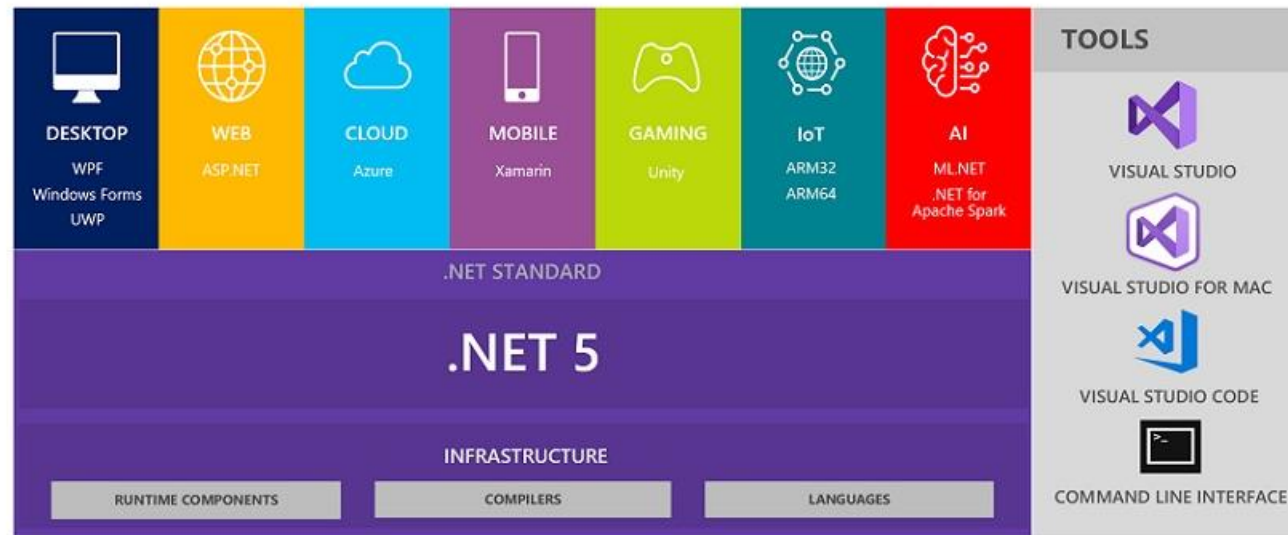 DESKTOP
WPF
Windows Forms
UWP
WEB
ASP.NET
CLOUD
Azure
MOBILE
Xamarin
GAMING
Unity
IoT
ARM32
ARM64
AI
ML.NET
.NET for
Apache Spark
.NET STANDARD
.NET 5
INFRASTRUCTURE
RUNTIME COMPONENTS
COMPILERS
LANGUAGES
TOOLS
VISUAL STUDIO
VISUAL STUDIO FOR MAC
VISUAL STUDIO CODE
>_
COMMAND LINE INTERFACE